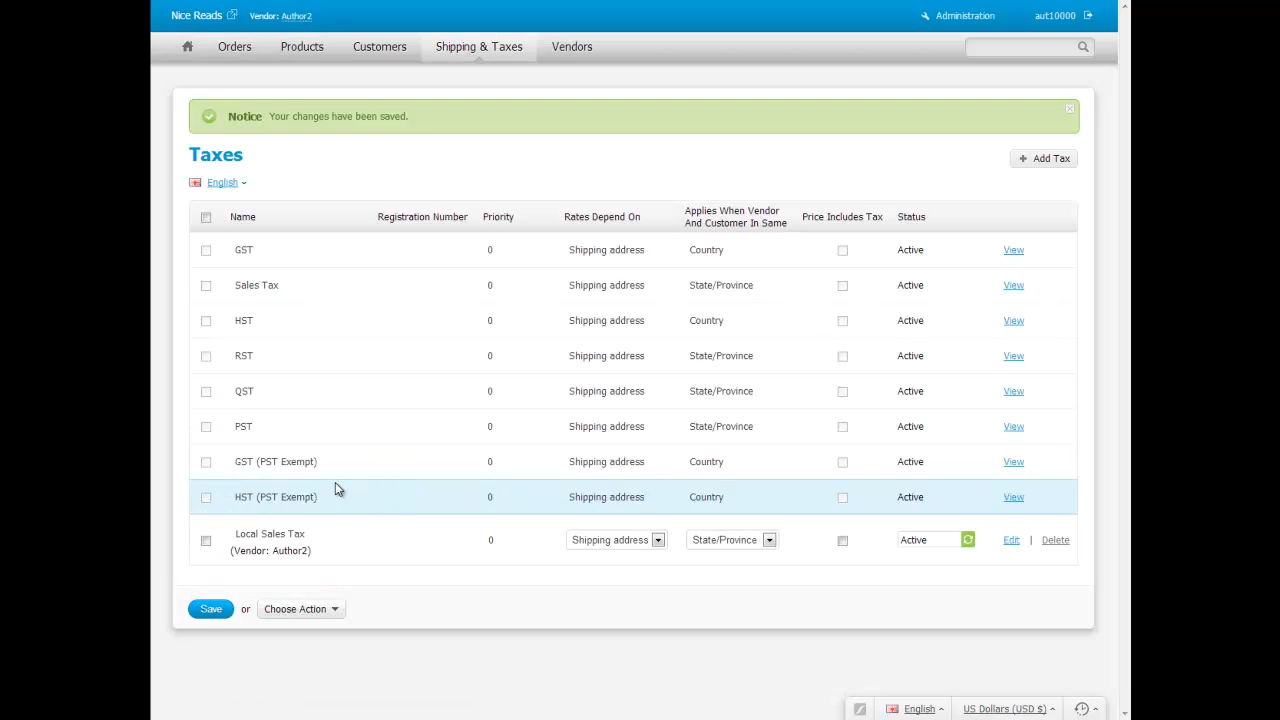 Nice Reads Vendor: Author2 Administration aut10000
Orders Products Customers Shipping & Taxes Vendors
Notice Your changes have been saved.
Taxes
+ Add Tax
English
Name Registration Number Priority Rates Depend On Applies When Vendor And Customer In Same Price Includes Tax Status
GST 0 Shipping address Country Active View
Sales Tax 0 Shipping address State/Province Active View
HST 0 Shipping address Country Active View
RST 0 Shipping address State/Province Active View
QST 0 Shipping address State/Province Active View
PST 0 Shipping address State/Province Active View
GST (PST Exempt) 0 Shipping address Country Active View
HST (PST Exempt) 0 Shipping address Country Active View
Local Sales Tax
(Vendor: Author2) 0 Shipping address State/Province Active Edit | Delete
Save or Choose Action
English US Dollars (USD $)